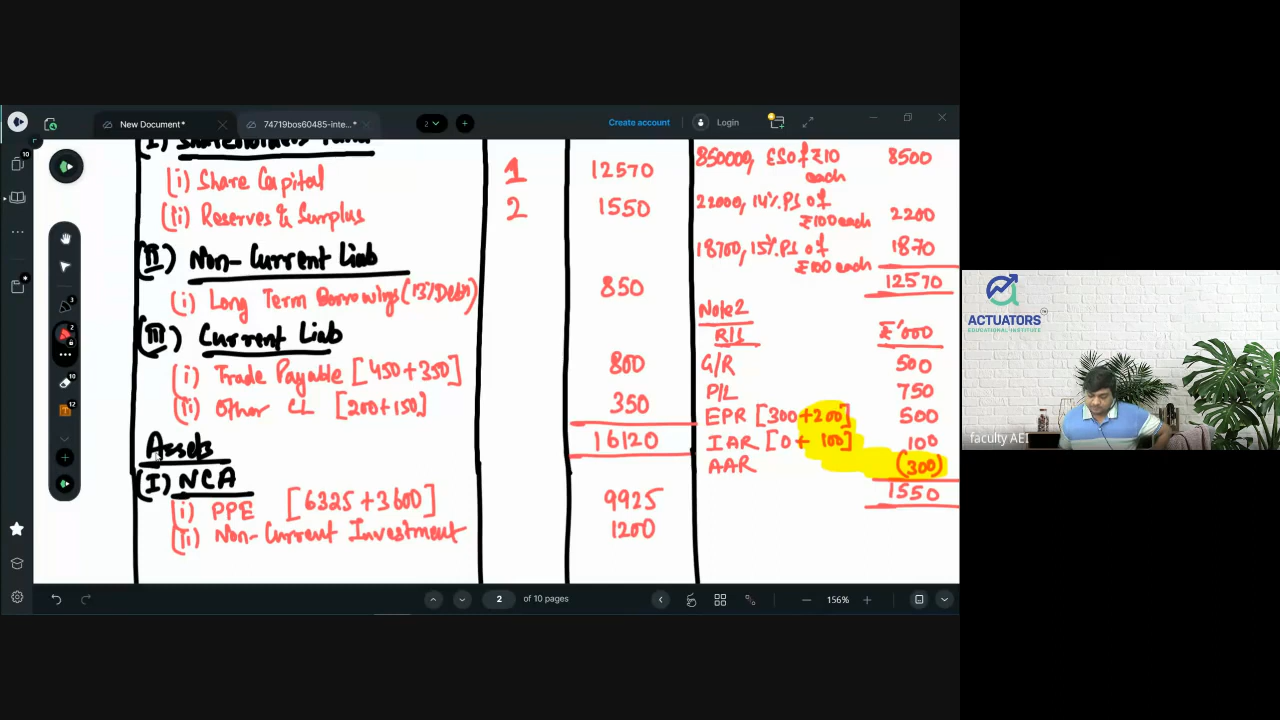 New Document*
74719bos60485-inte...*
2
Create account
Login
(I) Shareholders Fund
(i) Share Capital 1 12570
(ii) Reserves & Surplus 2 1550
(II) Non-Current Liab
(i) Long Term Borrowings (13% Debn) 850
(III) Current Liab
(i) Trade Payable [450+350] 800
(ii) Other CL [200+150] 350
16120
Assets
(I) NCA
(i) PPE [6325+3600] 9925
(ii) Non-Current Investment 1200
850000, ES of ₹10 each 8500
22000, 14% PS of ₹100 each 2200
18700, 15% PS of ₹100 each 1870
12570
Note 2
R/S ₹'000
G/R 500
P/L 750
EPR [300+200] 500
IAR [0+100] 100
AAR (300)
1550
2 of 10 pages
156%
ACTUATORS
EDUCATIONAL INSTITUTE
faculty AEI